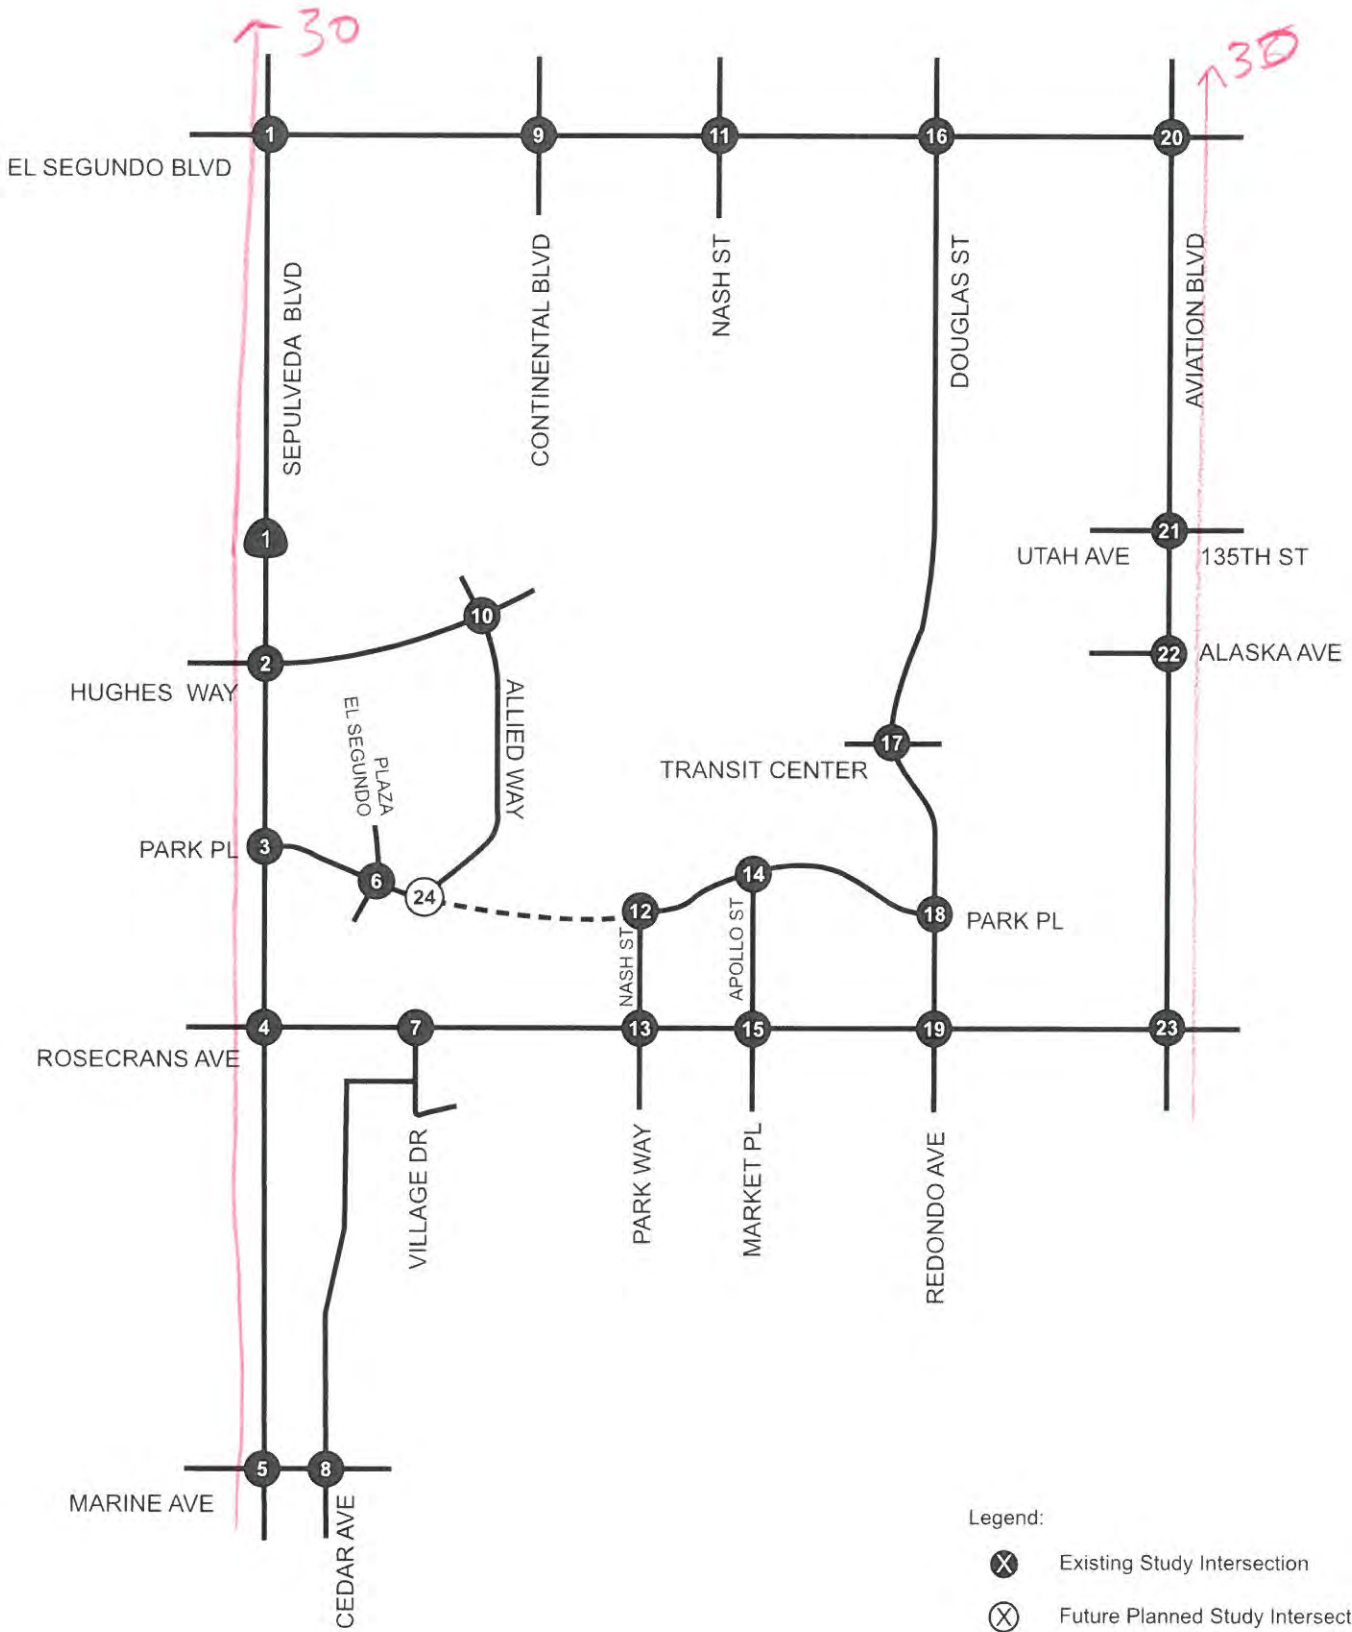 30
30
1
9
11
16
20
EL SEGUNDO BLVD
SEPULVEDA BLVD
CONTINENTAL BLVD
NASH ST
DOUGLAS ST
AVIATION BLVD
1
21
UTAH AVE
135TH ST
10
2
22
ALASKA AVE
HUGHES WAY
PLAZA
EL SEGUNDO
ALLIED WAY
17
TRANSIT CENTER
3
PARK PL
6
24
12
14
18
PARK PL
NASH ST
APOLLO ST
4
7
13
15
19
23
ROSECRANS AVE
VILLAGE DR
PARK WAY
MARKET PL
REDONDO AVE
5
8
MARINE AVE
CEDAR AVE
Legend:
X Existing Study Intersection
X Future Planned Study Intersect